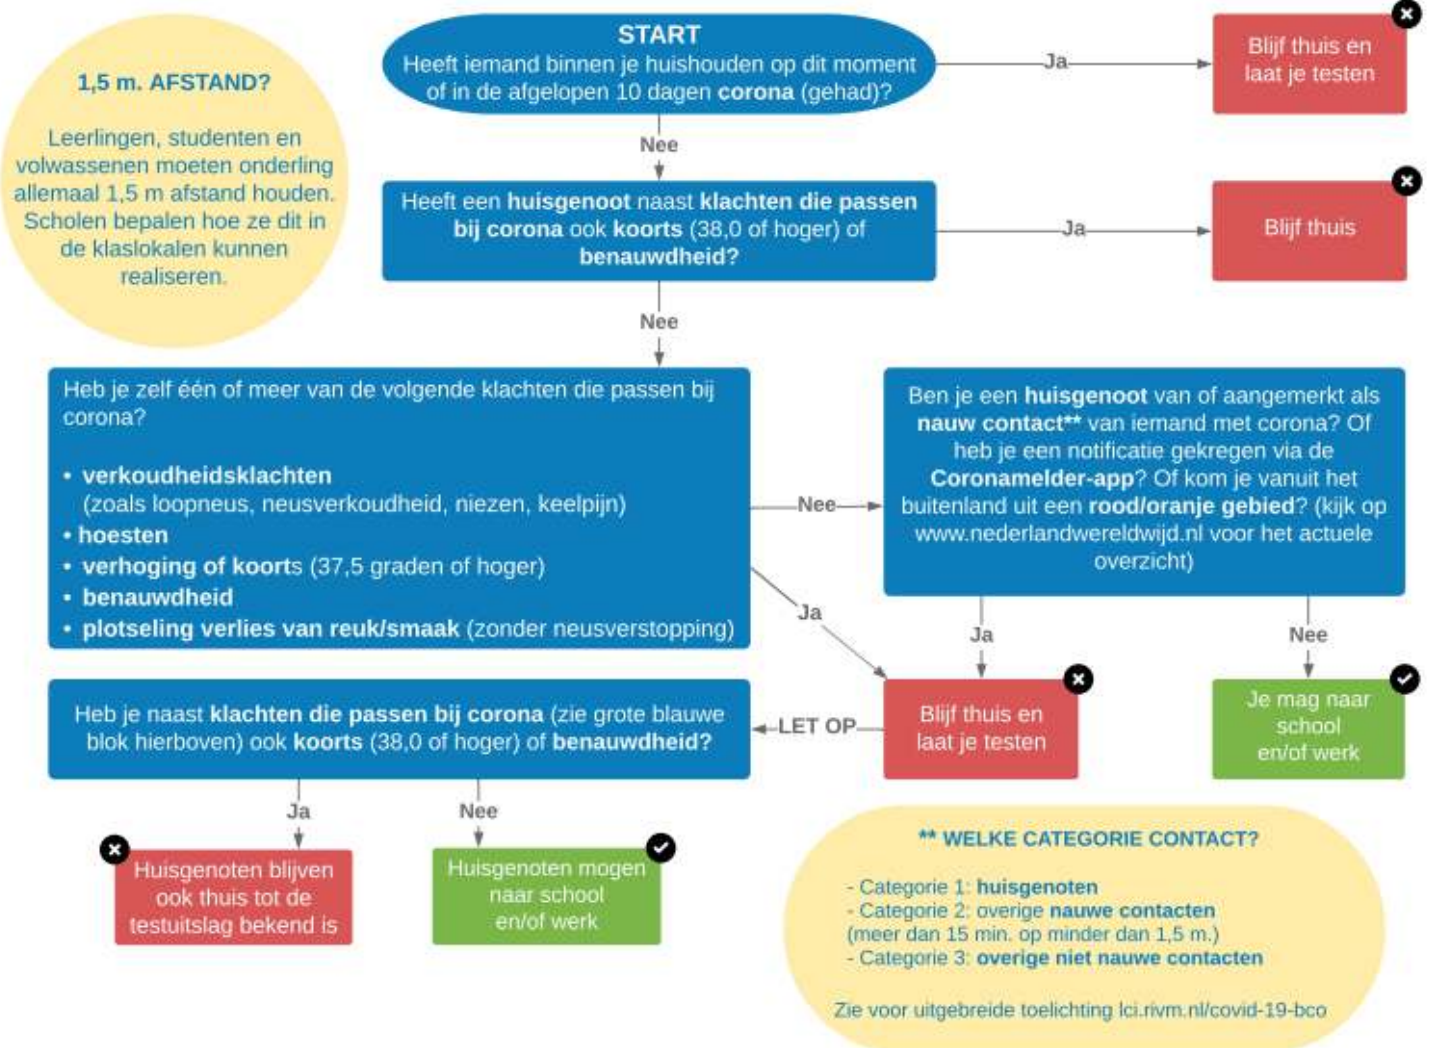 1,5 m. AFSTAND?
Leerlingen, studenten en
volwassenen moeten onderling
allemaal 1,5 m afstand houden.
Scholen bepalen hoe ze dit in
de klaslokalen kunnen
realiseren.
START
Heeft iemand binnen je huishouden op dit moment
of in de afgelopen 10 dagen corona (gehad)?
Ja
Blijf thuis en
laat je testen
Nee
Heeft een huisgenoot naast klachten die passen
bij corona ook koorts (38,0 of hoger) of
benauwdheid?
Ja
Blijf thuis
Nee
Heb je zelf één of meer van de volgende klachten die passen bij
corona?
• verkoudheidsklachten
(zoals loopneus, neusverkoudheid, niezen, keelpijn)
• hoesten
• verhoging of koorts (37,5 graden of hoger)
• benauwdheid
• plotseling verlies van reuk/smaak (zonder neusverstopping)
Nee
Ja
Ben je een huisgenoot van of aangemerkt als
nauw contact** van iemand met corona? Of
heb je een notificatie gekregen via de
Coronamelder-app? Of kom je vanuit het
buitenland uit een rood/oranje gebied? (kijk op
www.nederlandwereldwijd.nl voor het actuele
overzicht)
Ja
Nee
Blijf thuis en
laat je testen
Je mag naar
school
en/of werk
LET OP
Heb je naast klachten die passen bij corona (zie grote blauwe
blok hierboven) ook koorts (38,0 of hoger) of benauwdheid?
Ja
Nee
Huisgenoten blijven
ook thuis tot de
testuitslag bekend is
Huisgenoten mogen
naar school
en/of werk
** WELKE CATEGORIE CONTACT?
- Categorie 1: huisgenoten
- Categorie 2: overige nauwe contacten
(meer dan 15 min. op minder dan 1,5 m.)
- Categorie 3: overige niet nauwe contacten
Zie voor uitgebreide toelichting lci.rivm.nl/covid-19-bco